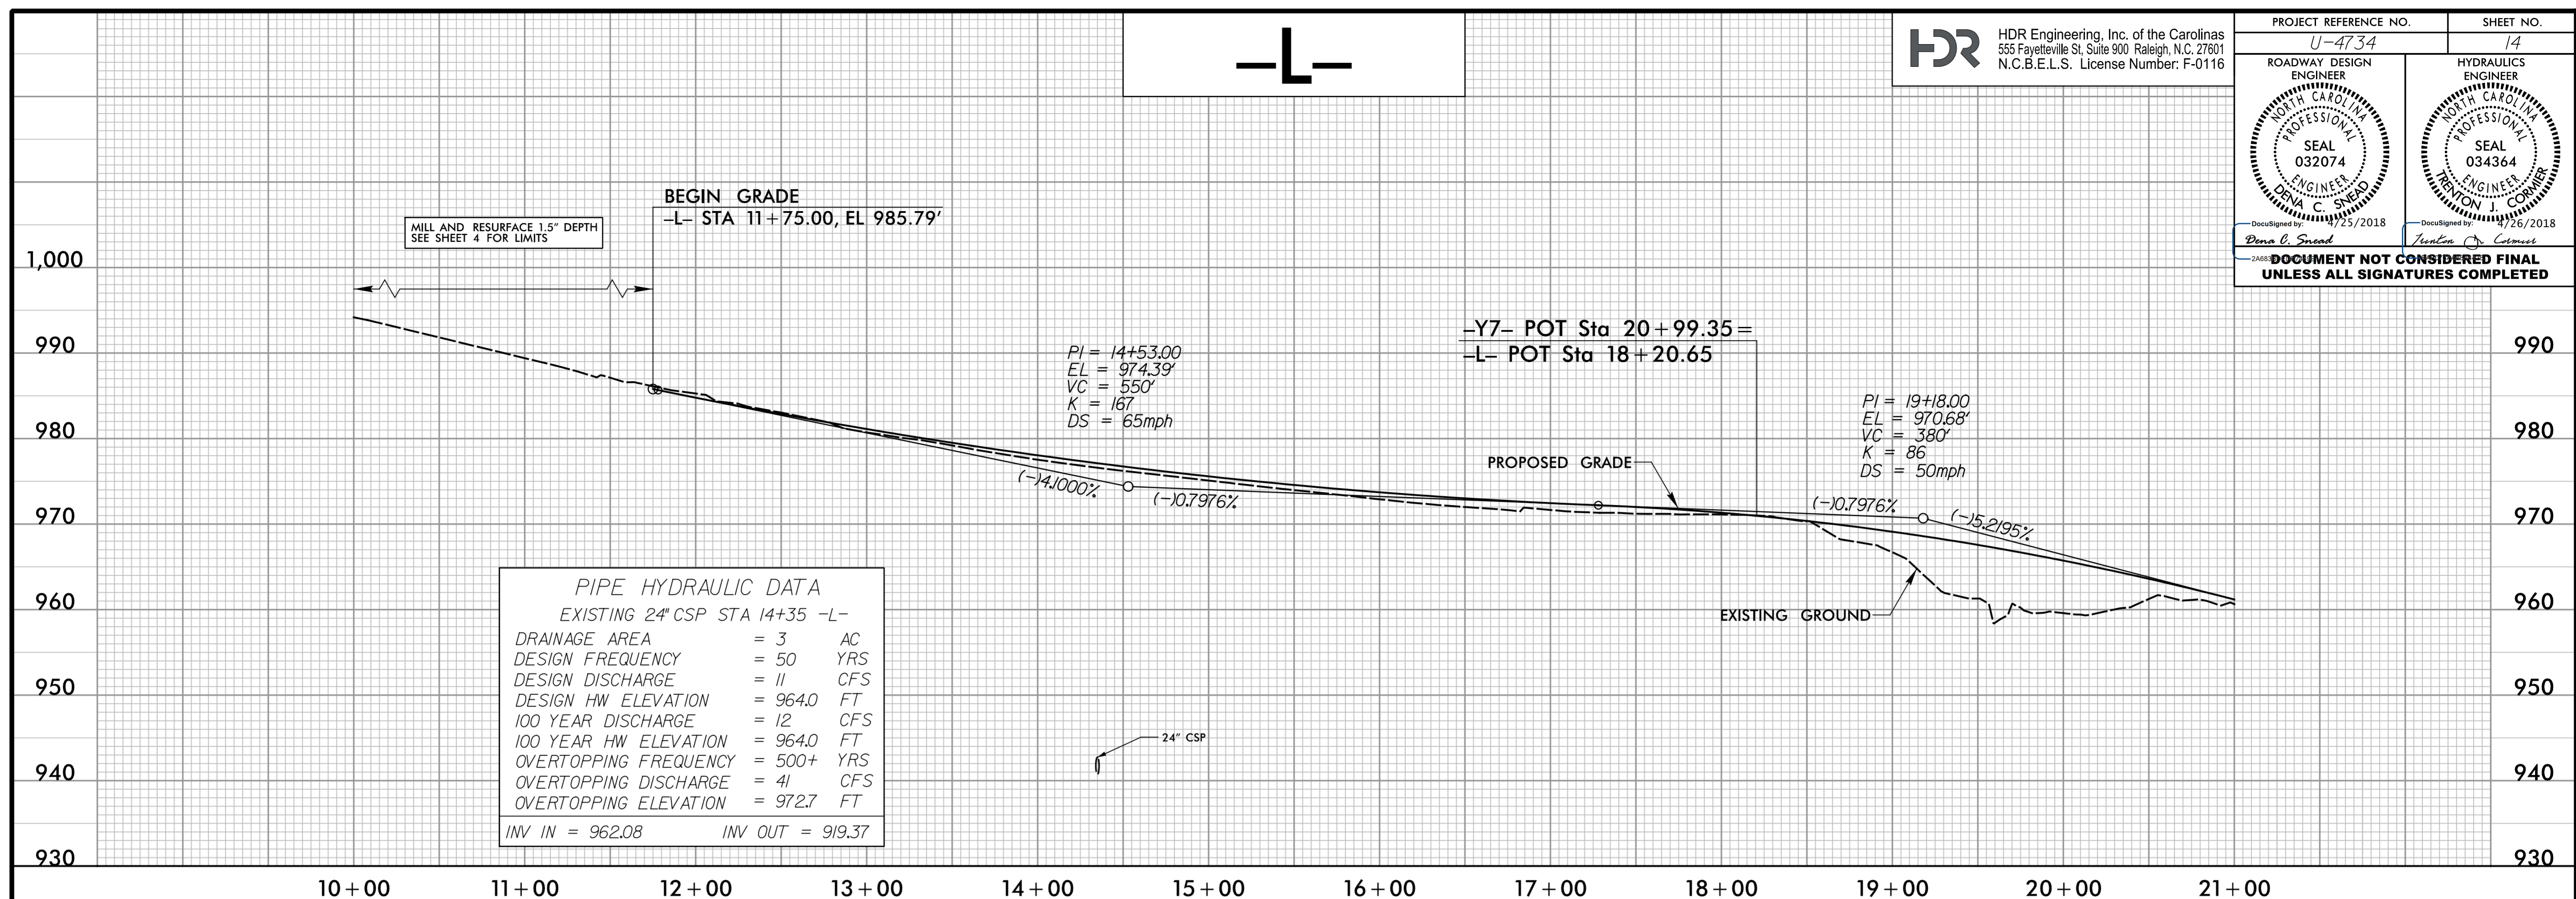 –L–
HDR
HDR Engineering, Inc. of the Carolinas
555 Fayetteville St, Suite 900 Raleigh, N.C. 27601
N.C.B.E.L.S. License Number: F-0116
PROJECT REFERENCE NO.
SHEET NO.
U-4734
14
ROADWAY DESIGN
ENGINEER
HYDRAULICS
ENGINEER
NORTH CAROLINA
PROFESSIONAL
SEAL
032074
ENGINEER
DENA C. SNEAD
NORTH CAROLINA
PROFESSIONAL
SEAL
034364
ENGINEER
TRENTON J. CORMIER
DocuSigned by:
4/25/2018
Dena C. Snead
DocuSigned by:
4/26/2018
DOCUMENT NOT CONSIDERED FINAL
UNLESS ALL SIGNATURES COMPLETED
BEGIN GRADE
–L– STA 11+75.00, EL 985.79'
MILL AND RESURFACE 1.5" DEPTH
SEE SHEET 4 FOR LIMITS
–Y7– POT Sta 20+99.35=
–L– POT Sta 18+20.65
PI = 14+53.00
EL = 974.39'
VC = 550'
K = 167
DS = 65mph
PI = 19+18.00
EL = 970.68'
VC = 380'
K = 86
DS = 50mph
PROPOSED GRADE
(-)4.1000%
(-)0.7976%
(-)0.7976%
(-)5.2195%
EXISTING GROUND
24" CSP
PIPE HYDRAULIC DATA
EXISTING 24" CSP STA 14+35 -L-
DRAINAGE AREA = 3 AC
DESIGN FREQUENCY = 50 YRS
DESIGN DISCHARGE = 11 CFS
DESIGN HW ELEVATION = 964.0 FT
100 YEAR DISCHARGE = 12 CFS
100 YEAR HW ELEVATION = 964.0 FT
OVERTOPPING FREQUENCY = 500+ YRS
OVERTOPPING DISCHARGE = 41 CFS
OVERTOPPING ELEVATION = 972.7 FT
INV IN = 962.08 INV OUT = 919.37
1,000
990
980
970
960
950
940
930
990
980
970
960
950
940
930
10+00 11+00 12+00 13+00 14+00 15+00 16+00 17+00 18+00 19+00 20+00 21+00